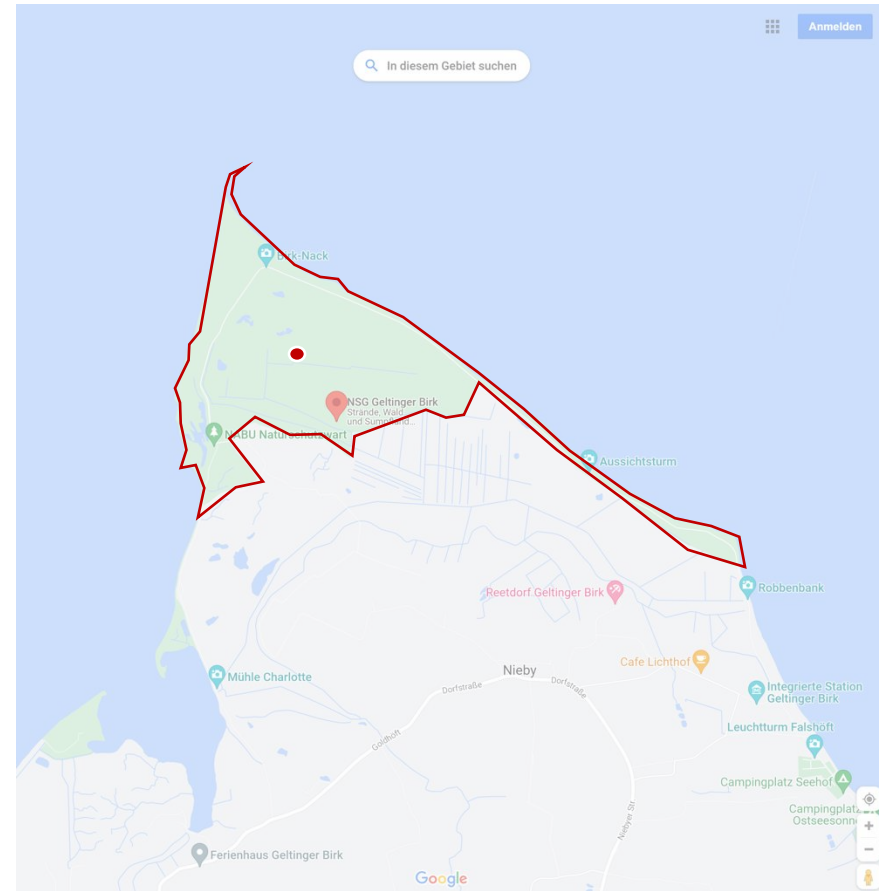 Anmelden
In diesem Gebiet suchen
Birk-Nack
NSG Geltinger Birk
Strände, Wald
und Sumpfland...
NABU Naturschutzwart
Aussichtsturm
Robbenbank
Reetdorf Geltinger Birk
Cafe Lichthof
Nieby
Mühle Charlotte
Dorfstraße
Dorfstraße
Integrierte Station
Geltinger Birk
Leuchtturm Falshöft
Goldhöft
Campingplatz Seehof
Campingplatz
Ostseesonne
Niebyer Str
Ferienhaus Geltinger Birk
Google